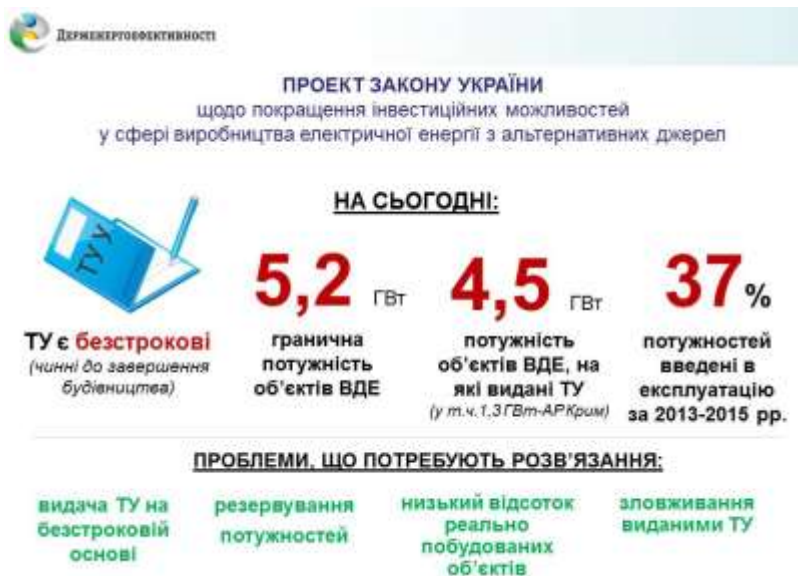 ДЕРЖЕНЕРГОЕФЕКТИВНОСТІ
ПРОЕКТ ЗАКОНУ УКРАЇНИ
щодо покращення інвестиційних можливостей
у сфері виробництва електричної енергії з альтернативних джерел
НА СЬОГОДНІ:
ТУ У
ТУ є безстрокові
(чинні до завершення
будівництва)
5,2 ГВт
гранична
потужність
об'єктів ВДЕ
4,5 ГВт
потужність
об'єктів ВДЕ, на
які видані ТУ
(у т.ч.1,3 ГВт-АР Крим)
37%
потужностей
введені в
експлуатацію
за 2013-2015 рр.
ПРОБЛЕМИ, ЩО ПОТРЕБУЮТЬ РОЗВ'ЯЗАННЯ:
видача ТУ на
безстроковій
основі
резервування
потужностей
низький відсоток
реально
побудованих
об'єктів
зловживання
виданими ТУ